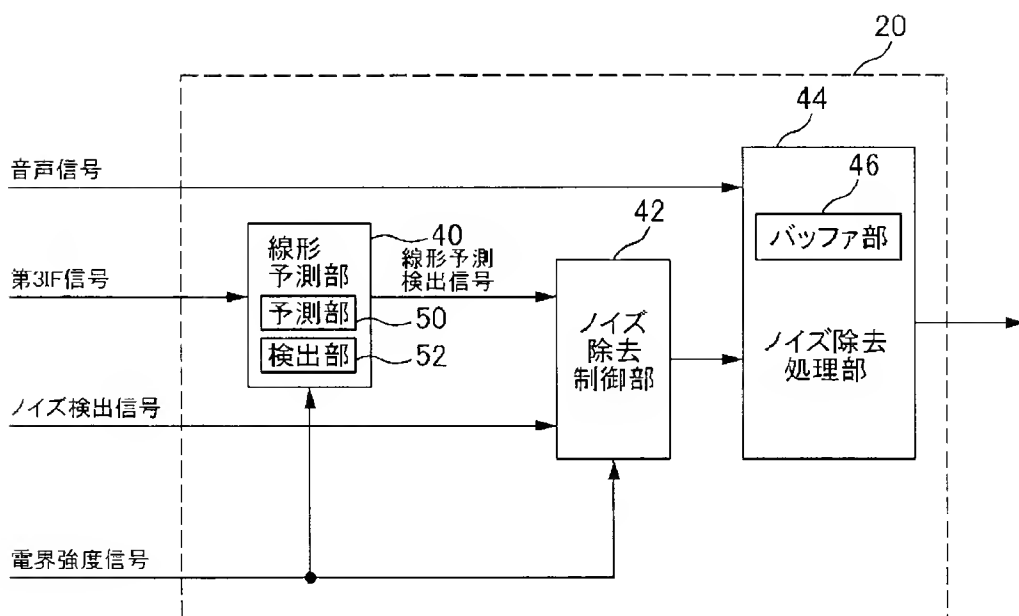 20
44
音声信号
46
バッファ部
42
40
線形
予測部
線形予測
検出信号
第3IF信号
予測部
50
検出部
52
ノイズ
除去
制御部
ノイズ除去
処理部
ノイズ検出信号
電界強度信号